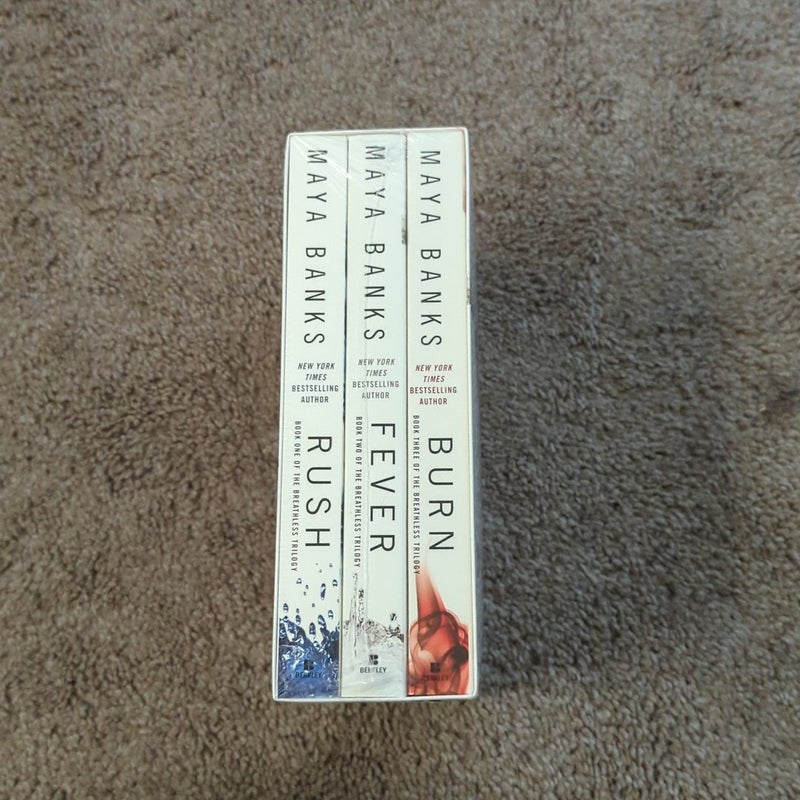 MAYA BANKS
NEW YORK
TIMES
BESTSELLING
AUTHOR
RUSH
BOOK ONE OF THE BREATHLESS TRILOGY
BERKLEY
MAYA BANKS
NEW YORK
TIMES
BESTSELLING
AUTHOR
FEVER
BOOK TWO OF THE BREATHLESS TRILOGY
BERKLEY
MAYA BANKS
NEW YORK
TIMES
BESTSELLING
AUTHOR
BURN
BOOK THREE OF THE BREATHLESS TRILOGY
BERKLEY